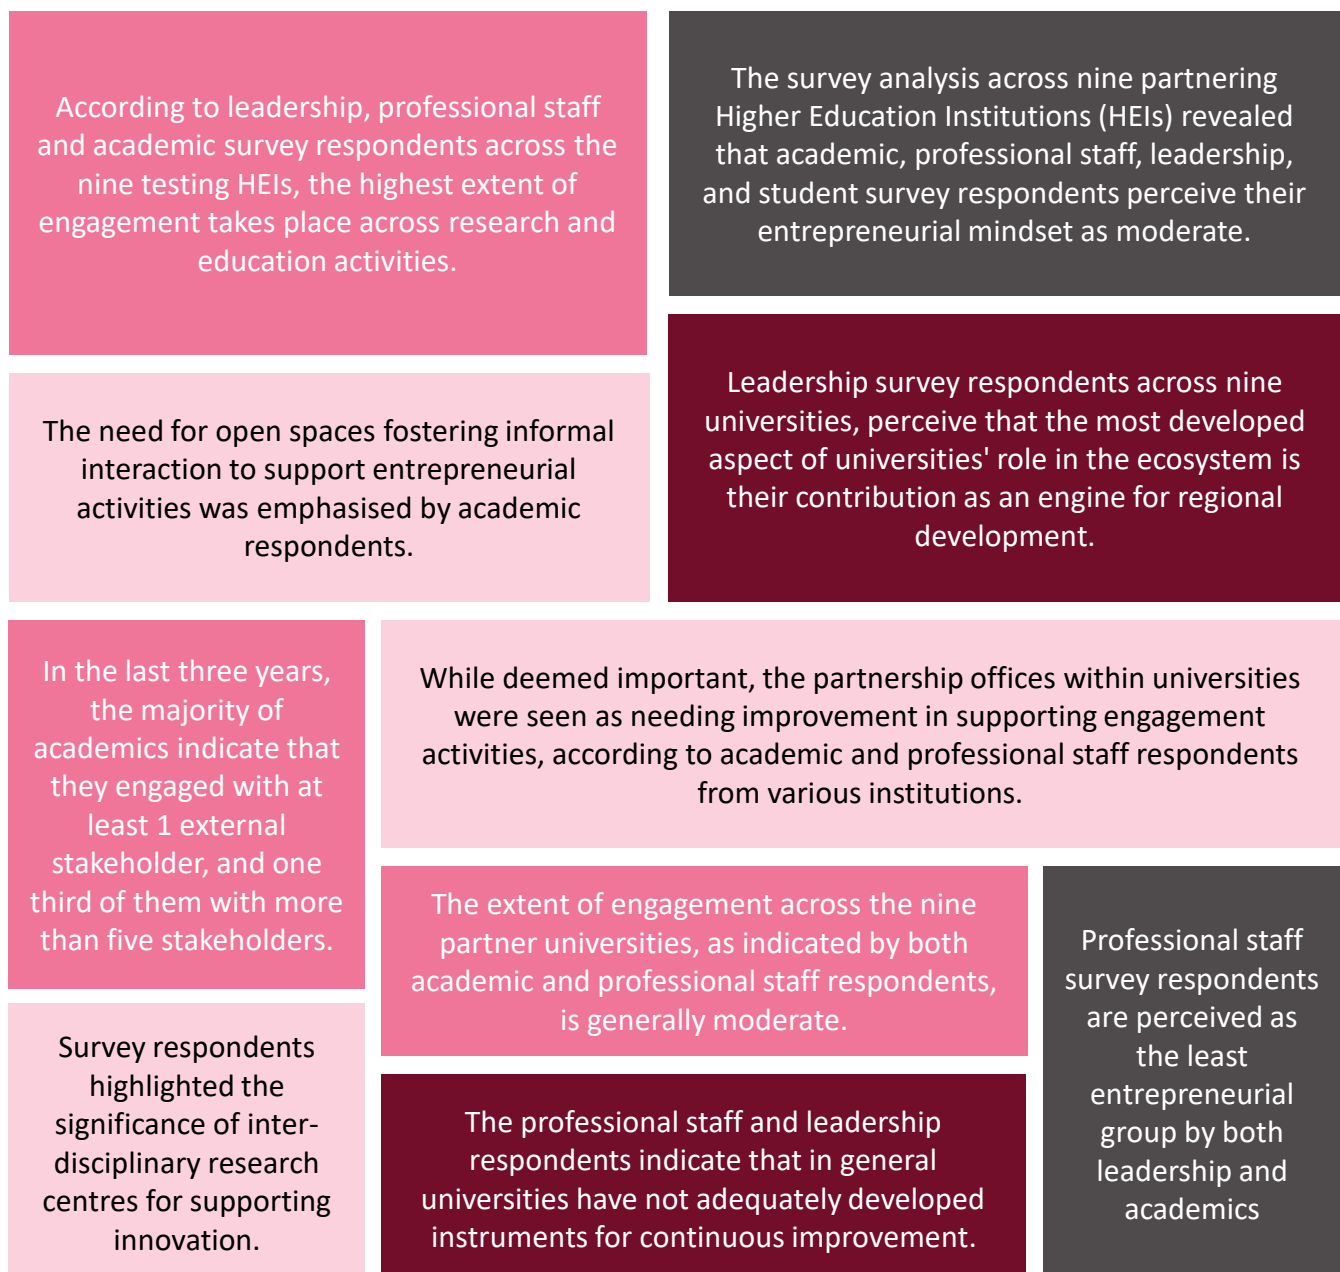 According to leadership, professional staff
and academic survey respondents across the
nine testing HEIs, the highest extent of
engagement takes place across research and
education activities.
The survey analysis across nine partnering
Higher Education Institutions (HEIs) revealed
that academic, professional staff, leadership,
and student survey respondents perceive their
entrepreneurial mindset as moderate.
The need for open spaces fostering informal
interaction to support entrepreneurial
activities was emphasised by academic
respondents.
Leadership survey respondents across nine
universities, perceive that the most developed
aspect of universities' role in the ecosystem is
their contribution as an engine for regional
development.
In the last three years,
the majority of
academics indicate that
they engaged with at
least 1 external
stakeholder, and one
third of them with more
than five stakeholders.
While deemed important, the partnership offices within universities
were seen as needing improvement in supporting engagement
activities, according to academic and professional staff respondents
from various institutions.
The extent of engagement across the nine
partner universities, as indicated by both
academic and professional staff respondents,
is generally moderate.
Professional staff
survey respondents
are perceived as
the least
entrepreneurial
group by both
leadership and
academics
Survey respondents
highlighted the
significance of inter-
disciplinary research
centres for supporting
innovation.
The professional staff and leadership
respondents indicate that in general
universities have not adequately developed
instruments for continuous improvement.